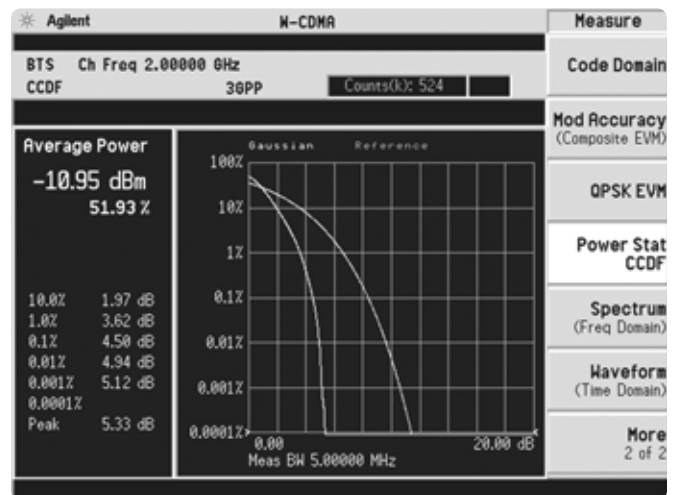 Agilent W-CDMA Measure
BTS Ch Freq 2.00000 GHz
CCDF 3GPP Counts(k): 524
Average Power
-10.95 dBm
51.93 %
10.0% 1.97 dB
1.0% 3.62 dB
0.1% 4.50 dB
0.01% 4.94 dB
0.001% 5.12 dB
0.0001%
Peak 5.33 dB
Gaussian Reference
100%
10%
1%
0.1%
0.01%
0.001%
0.0001%
0.00 20.00 dB
Meas BW 5.00000 MHz
Code Domain
Mod Accuracy
(Composite EVM)
QPSK EVM
Power Stat
CCDF
Spectrum
(Freq Domain)
Waveform
(Time Domain)
More
2 of 2